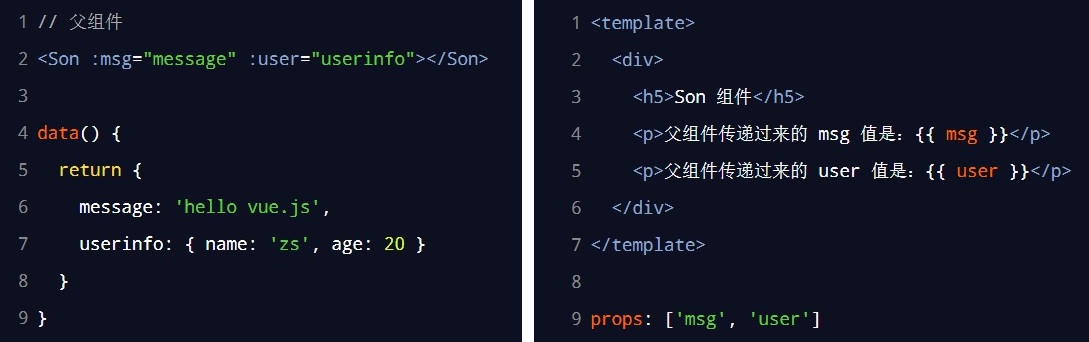 1 // 父组件
2 <Son :msg="message" :user="userinfo"></Son>
3
4 data() {
5   return {
6     message: 'hello vue.js',
7     userinfo: { name: 'zs', age: 20 }
8   }
9 }
1 <template>
2   <div>
3     <h5>Son 组件</h5>
4     <p>父组件传递过来的 msg 值是：{{ msg }}</p>
5     <p>父组件传递过来的 user 值是：{{ user }}</p>
6   </div>
7 </template>
8
9 props: ['msg', 'user']